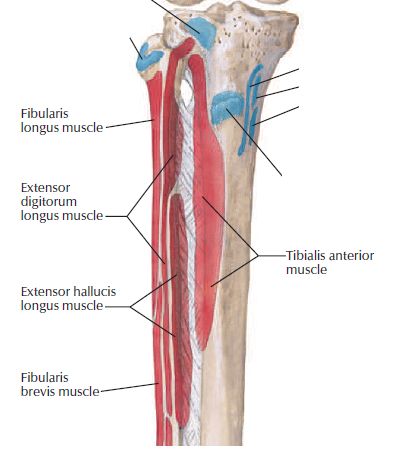 Fibularis
longus muscle
Extensor
digitorum
longus muscle
Tibialis anterior
muscle
Extensor hallucis
longus muscle
Fibularis
brevis muscle